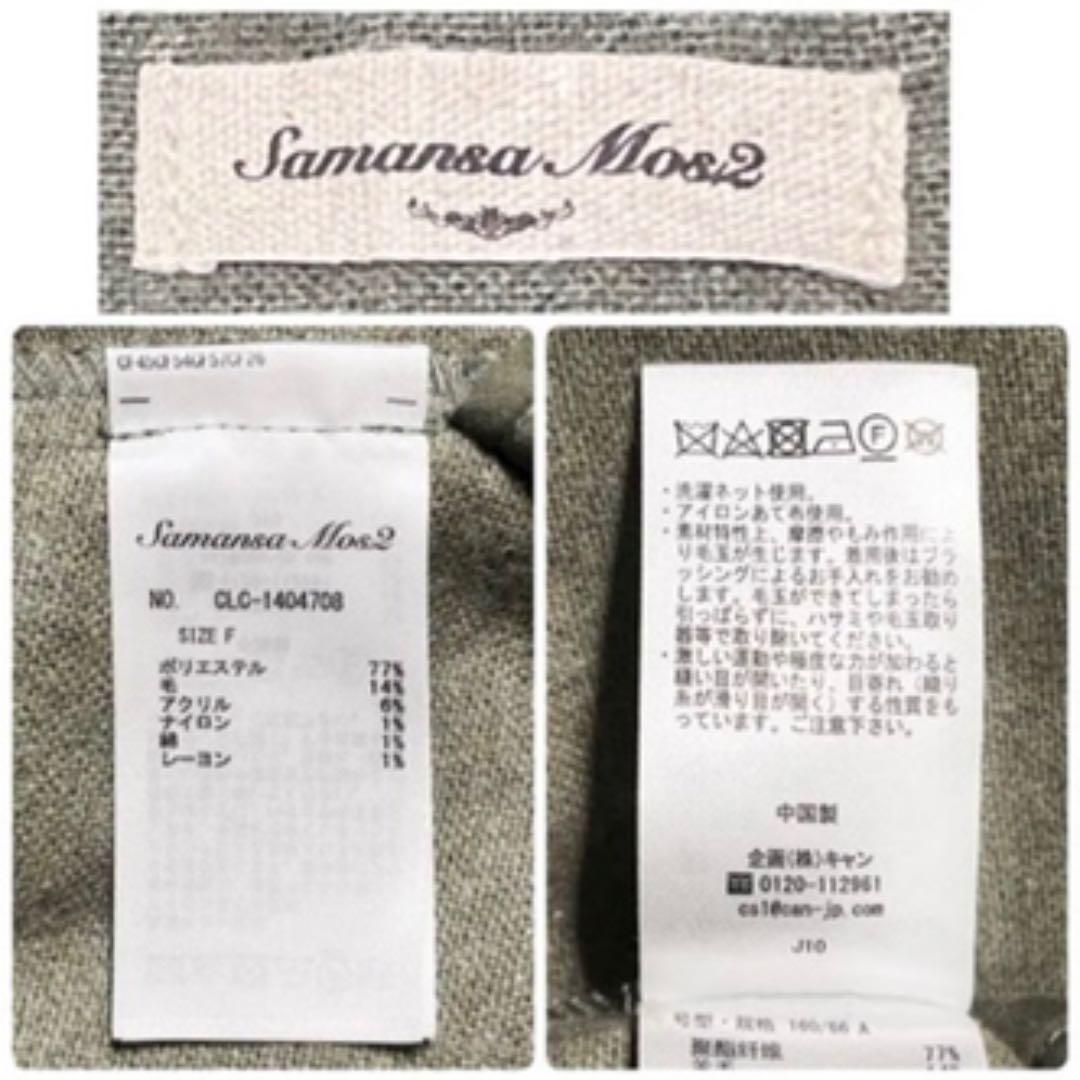 Samansa Mos2
Samansa Mos2
NO. CLC-1404708
SIZE F
ポリエステル 77%
毛 14%
アクリル 6%
ナイロン 1%
綿 1%
レーヨン 1%
F
W
・洗濯ネット使用。
・アイロンあて布使用。
・素材特性上、摩擦やもみ作用によ
り毛玉が生じます。着用後はブラ
ッシングによるお手入れをお勧め
します。毛玉ができてしまったら
引っぱらずに、ハサミや毛玉取り
器等で取り除いてください。
・激しい運動や極度な力が加わると
縫い目が開いたり、目寄れ（織り
糸が滑り目が開く）する性質をも
っています。ご注意下さい。
中国製
企画(株)キャン
0120-112961
cs1@can-jp.com
J10
号型・规格 160/66 A
聚酯纤维 77%